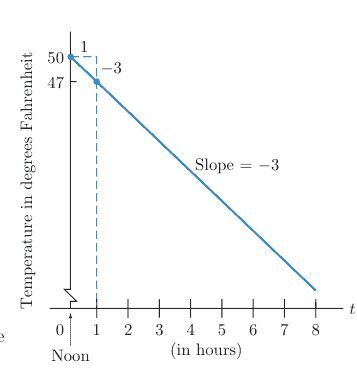 1
50
−3
47
Temperature in degrees Fahrenheit
Slope = −3
0 1 2 3 4 5 6 7 8 t
(in hours)
Noon
e